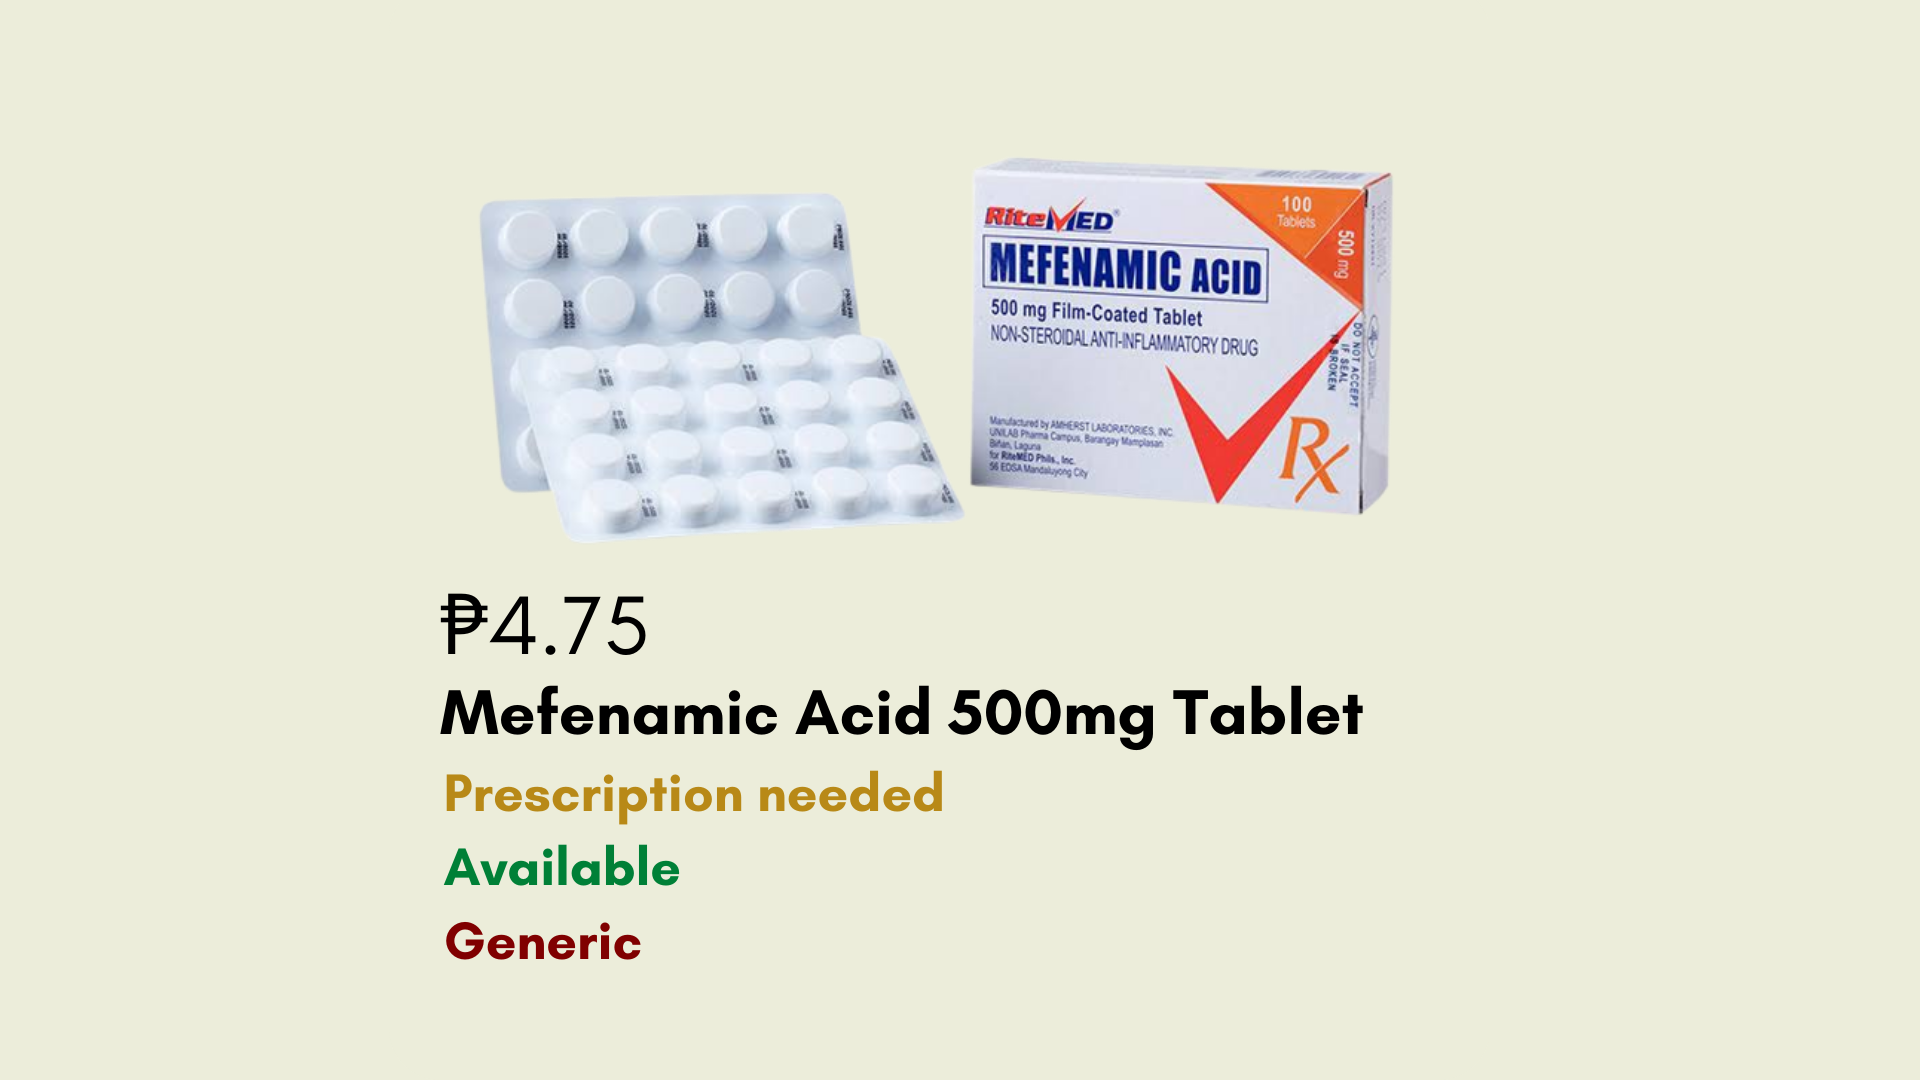 RiteMED®
MEFENAMIC ACID
500 mg Film-Coated Tablet
NON-STEROIDAL ANTI-INFLAMMATORY DRUG
100
Tablets
500 mg
DO NOT ACCEPT
IF SEAL
IS BROKEN
Manufactured by AMHERST LABORATORIES, INC.
UNILAB Pharma Campus, Barangay Mamplasan
Biñan, Laguna
for RiteMED Phils., Inc.
56 EDSA Mandaluyong City
Rx
₱4.75
Mefenamic Acid 500mg Tablet
Prescription needed
Available
Generic